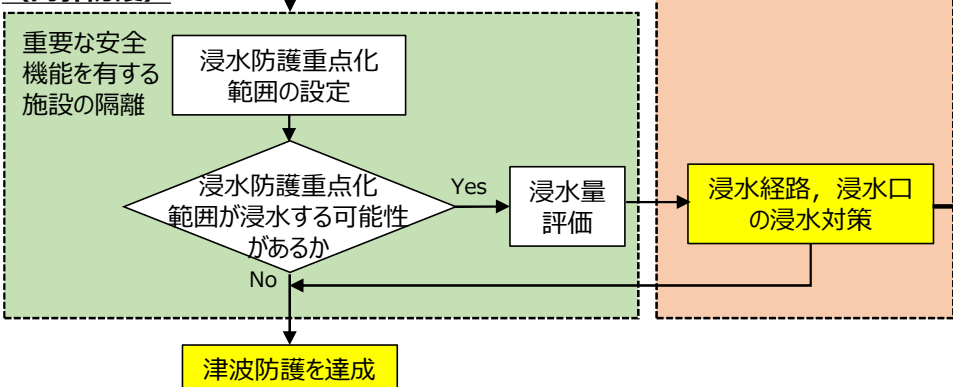 重要な安全
機能を有する
施設の隔離
浸水防護重点化
範囲の設定
浸水防護重点化
範囲が浸水する可能性
があるか
Yes
No
浸水量
評価
浸水経路，浸水口
の浸水対策
津波防護を達成